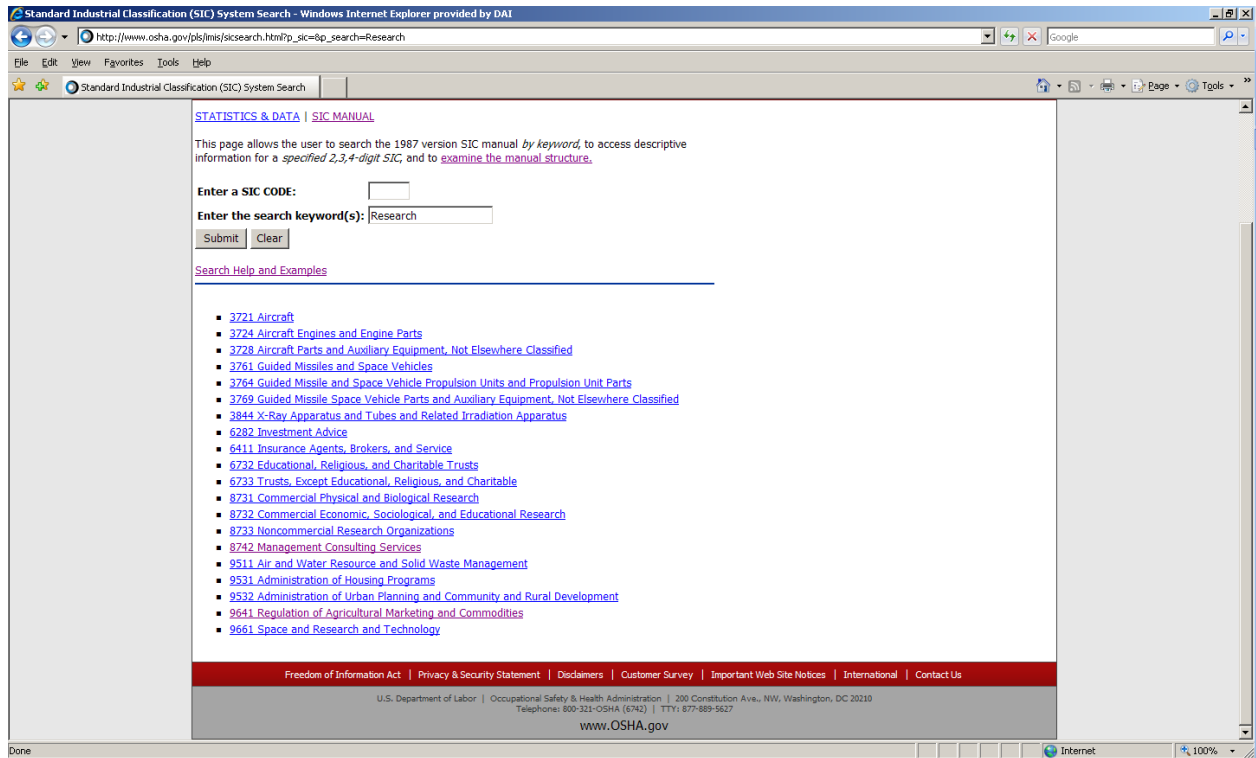 Standard Industrial Classification (SIC) System Search - Windows Internet Explorer provided by DAI
http://www.osha.gov/pls/imis/sicsearch.html?p_sic=&p_search=Research
Google
File Edit View Favorites Tools Help
Standard Industrial Classification (SIC) System Search
Page Tools
STATISTICS & DATA | SIC MANUAL
This page allows the user to search the 1987 version SIC manual by keyword, to access descriptive
information for a specified 2,3,4-digit SIC, and to examine the manual structure.
Enter a SIC CODE:
Enter the search keyword(s): Research
Submit Clear
Search Help and Examples
3721 Aircraft
3724 Aircraft Engines and Engine Parts
3728 Aircraft Parts and Auxiliary Equipment, Not Elsewhere Classified
3761 Guided Missiles and Space Vehicles
3764 Guided Missile and Space Vehicle Propulsion Units and Propulsion Unit Parts
3769 Guided Missile Space Vehicle Parts and Auxiliary Equipment, Not Elsewhere Classified
3844 X-Ray Apparatus and Tubes and Related Irradiation Apparatus
6282 Investment Advice
6411 Insurance Agents, Brokers, and Service
6732 Educational, Religious, and Charitable Trusts
6733 Trusts, Except Educational, Religious, and Charitable
8731 Commercial Physical and Biological Research
8732 Commercial Economic, Sociological, and Educational Research
8733 Noncommercial Research Organizations
8742 Management Consulting Services
9511 Air and Water Resource and Solid Waste Management
9531 Administration of Housing Programs
9532 Administration of Urban Planning and Community and Rural Development
9641 Regulation of Agricultural Marketing and Commodities
9661 Space and Research and Technology
Freedom of Information Act | Privacy & Security Statement | Disclaimers | Customer Survey | Important Web Site Notices | International | Contact Us
U.S. Department of Labor | Occupational Safety & Health Administration | 200 Constitution Ave., NW, Washington, DC 20210
Telephone: 800-321-OSHA (6742) | TTY: 877-889-5627
www.OSHA.gov
Done
Internet
100%